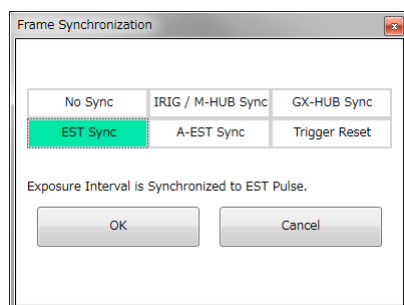 Frame Synchronization
No Sync IRIG / M-HUB Sync GX-HUB Sync
EST Sync A-EST Sync Trigger Reset
Exposure Interval is Synchronized to EST Pulse.
OK Cancel